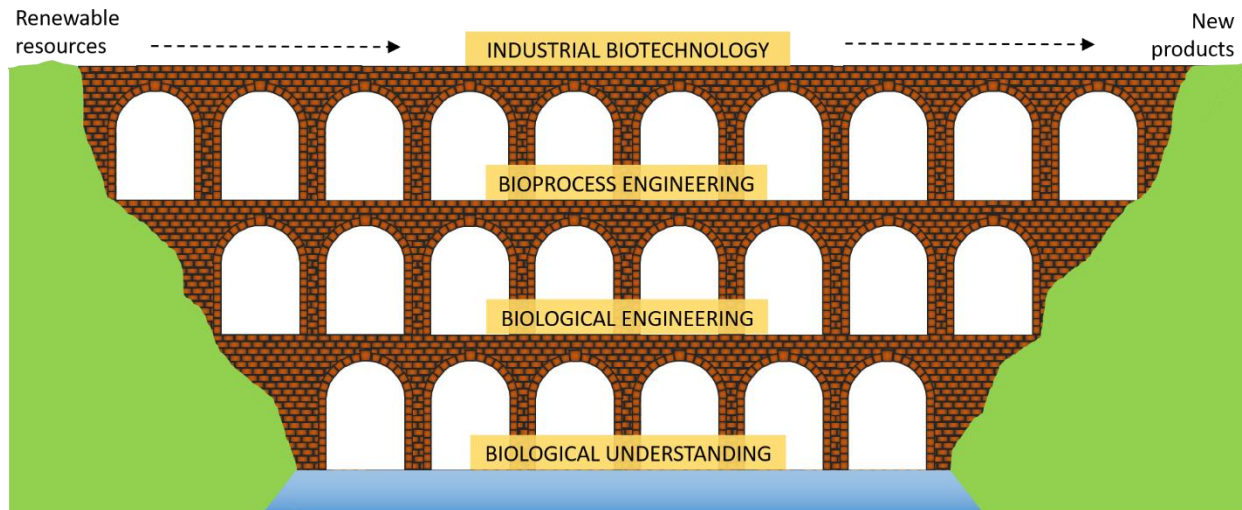 Renewable
resources
INDUSTRIAL BIOTECHNOLOGY
New
products
BIOPROCESS ENGINEERING
BIOLOGICAL ENGINEERING
BIOLOGICAL UNDERSTANDING